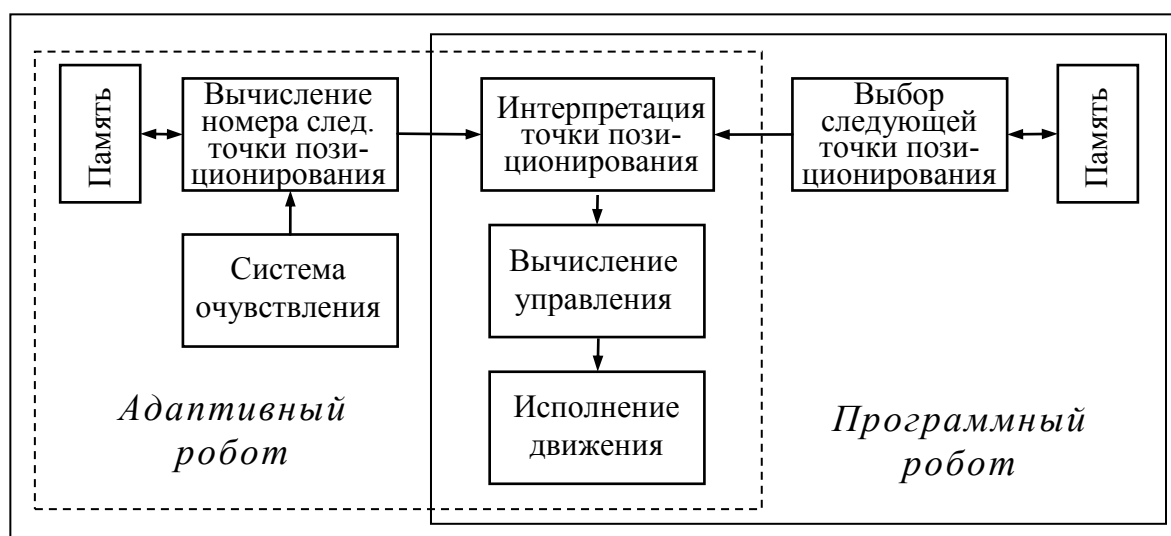 Память
Вычисление
номера след.
точки пози-
ционирования
Интерпретация
точки пози-
ционирования
Выбор
следующей
точки пози-
ционирования
Память
Система
очувствления
Вычисление
управления
Исполнение
движения
Адаптивный
робот
Программный
робот